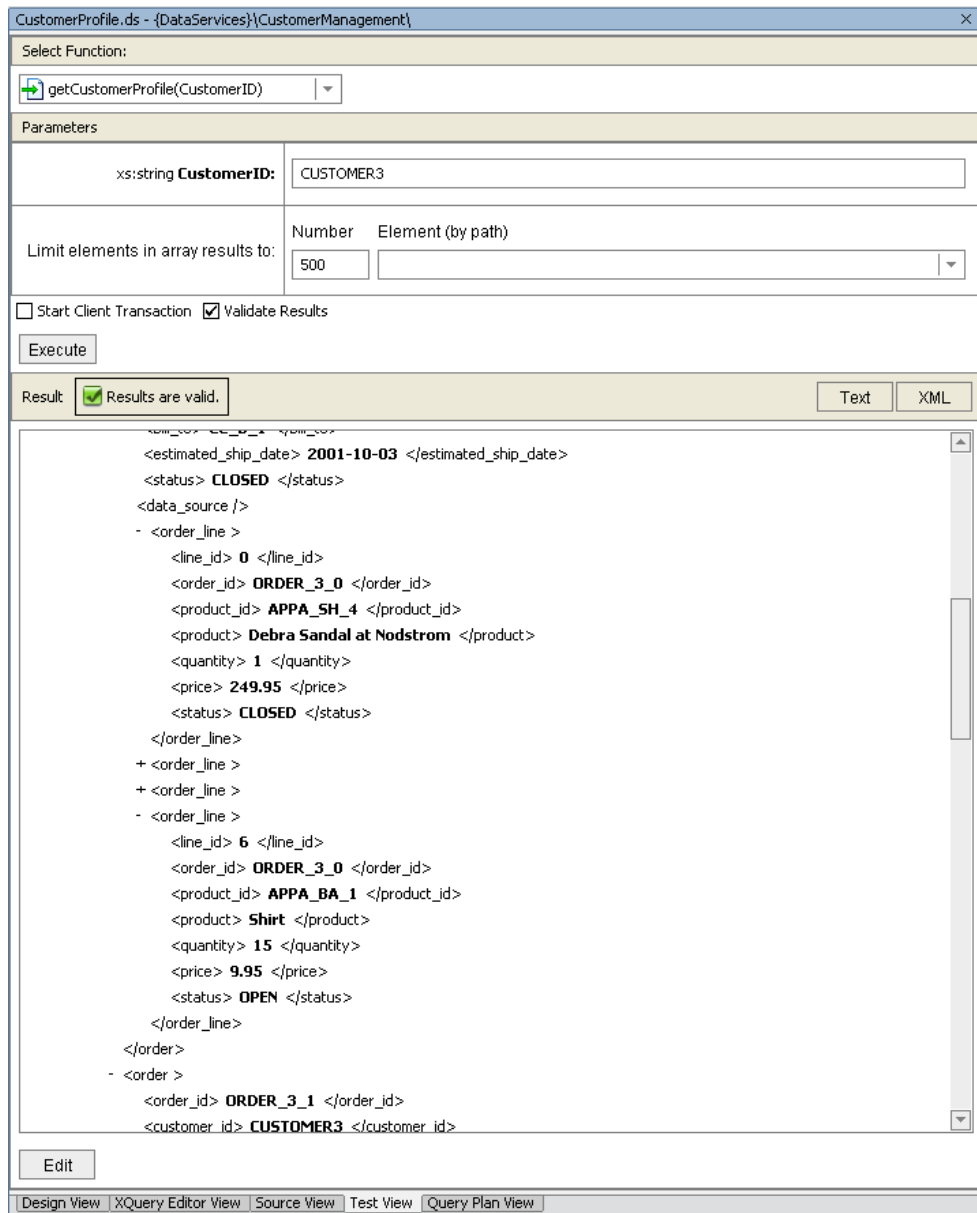 CustomerProfile.ds - {DataServices}\CustomerManagement\
Select Function:
getCustomerProfile(CustomerID)
Parameters
xs:string CustomerID: CUSTOMER3
Number Element (by path)
Limit elements in array results to:
500
Start Client Transaction Validate Results
Execute
Result Results are valid. Text XML
<estimated_ship_date> 2001-10-03 </estimated_ship_date>
<status> CLOSED </status>
<data_source />
- <order_line >
<line_id> 0 </line_id>
<order_id> ORDER_3_0 </order_id>
<product_id> APPA_SH_4 </product_id>
<product> Debra Sandal at Nodstrom </product>
<quantity> 1 </quantity>
<price> 249.95 </price>
<status> CLOSED </status>
</order_line>
+ <order_line >
+ <order_line >
- <order_line >
<line_id> 6 </line_id>
<order_id> ORDER_3_0 </order_id>
<product_id> APPA_BA_1 </product_id>
<product> Shirt </product>
<quantity> 15 </quantity>
<price> 9.95 </price>
<status> OPEN </status>
</order_line>
</order>
- <order >
<order_id> ORDER_3_1 </order_id>
<customer_id> CUSTOMER3 </customer_id>
Edit
Design View XQuery Editor View Source View Test View Query Plan View